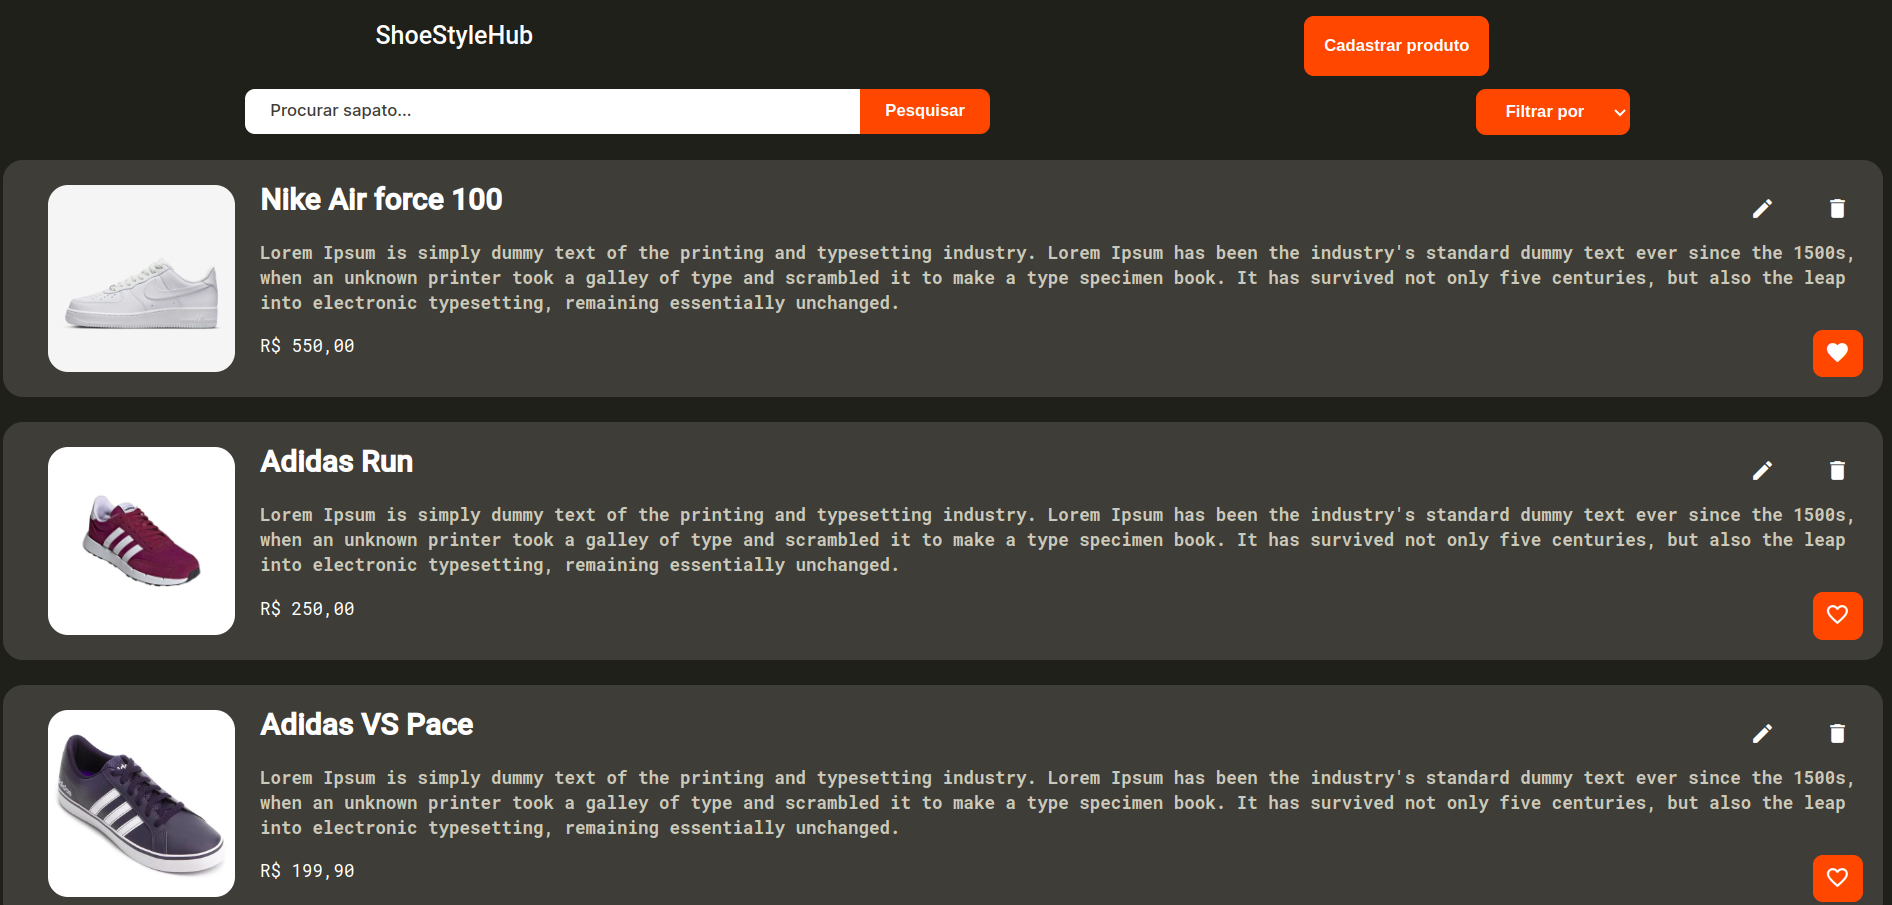 ShoeStyleHub
Cadastrar produto
Procurar sapato...
Pesquisar
Filtrar por
Nike Air force 100
Lorem Ipsum is simply dummy text of the printing and typesetting industry. Lorem Ipsum has been the industry's standard dummy text ever since the 1500s,
when an unknown printer took a galley of type and scrambled it to make a type specimen book. It has survived not only five centuries, but also the leap
into electronic typesetting, remaining essentially unchanged.
R$ 550,00
Adidas Run
Lorem Ipsum is simply dummy text of the printing and typesetting industry. Lorem Ipsum has been the industry's standard dummy text ever since the 1500s,
when an unknown printer took a galley of type and scrambled it to make a type specimen book. It has survived not only five centuries, but also the leap
into electronic typesetting, remaining essentially unchanged.
R$ 250,00
Adidas VS Pace
Lorem Ipsum is simply dummy text of the printing and typesetting industry. Lorem Ipsum has been the industry's standard dummy text ever since the 1500s,
when an unknown printer took a galley of type and scrambled it to make a type specimen book. It has survived not only five centuries, but also the leap
into electronic typesetting, remaining essentially unchanged.
R$ 199,90